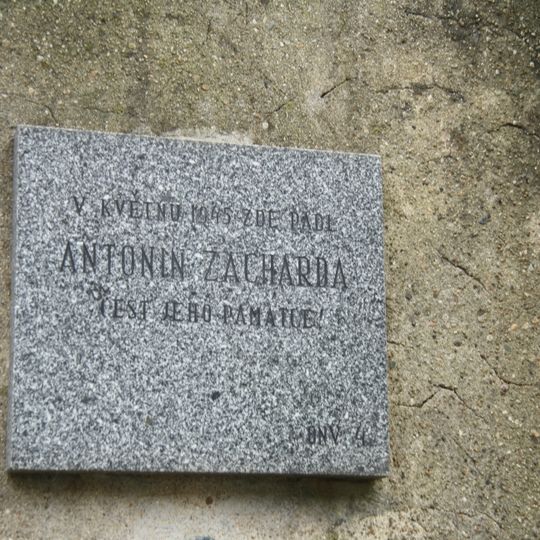 V KVĚTNU 1945 ZDE PADL
ANTONÍN ZACHARDA
ČEST JEHO PAMÁTCE!
ONV 4